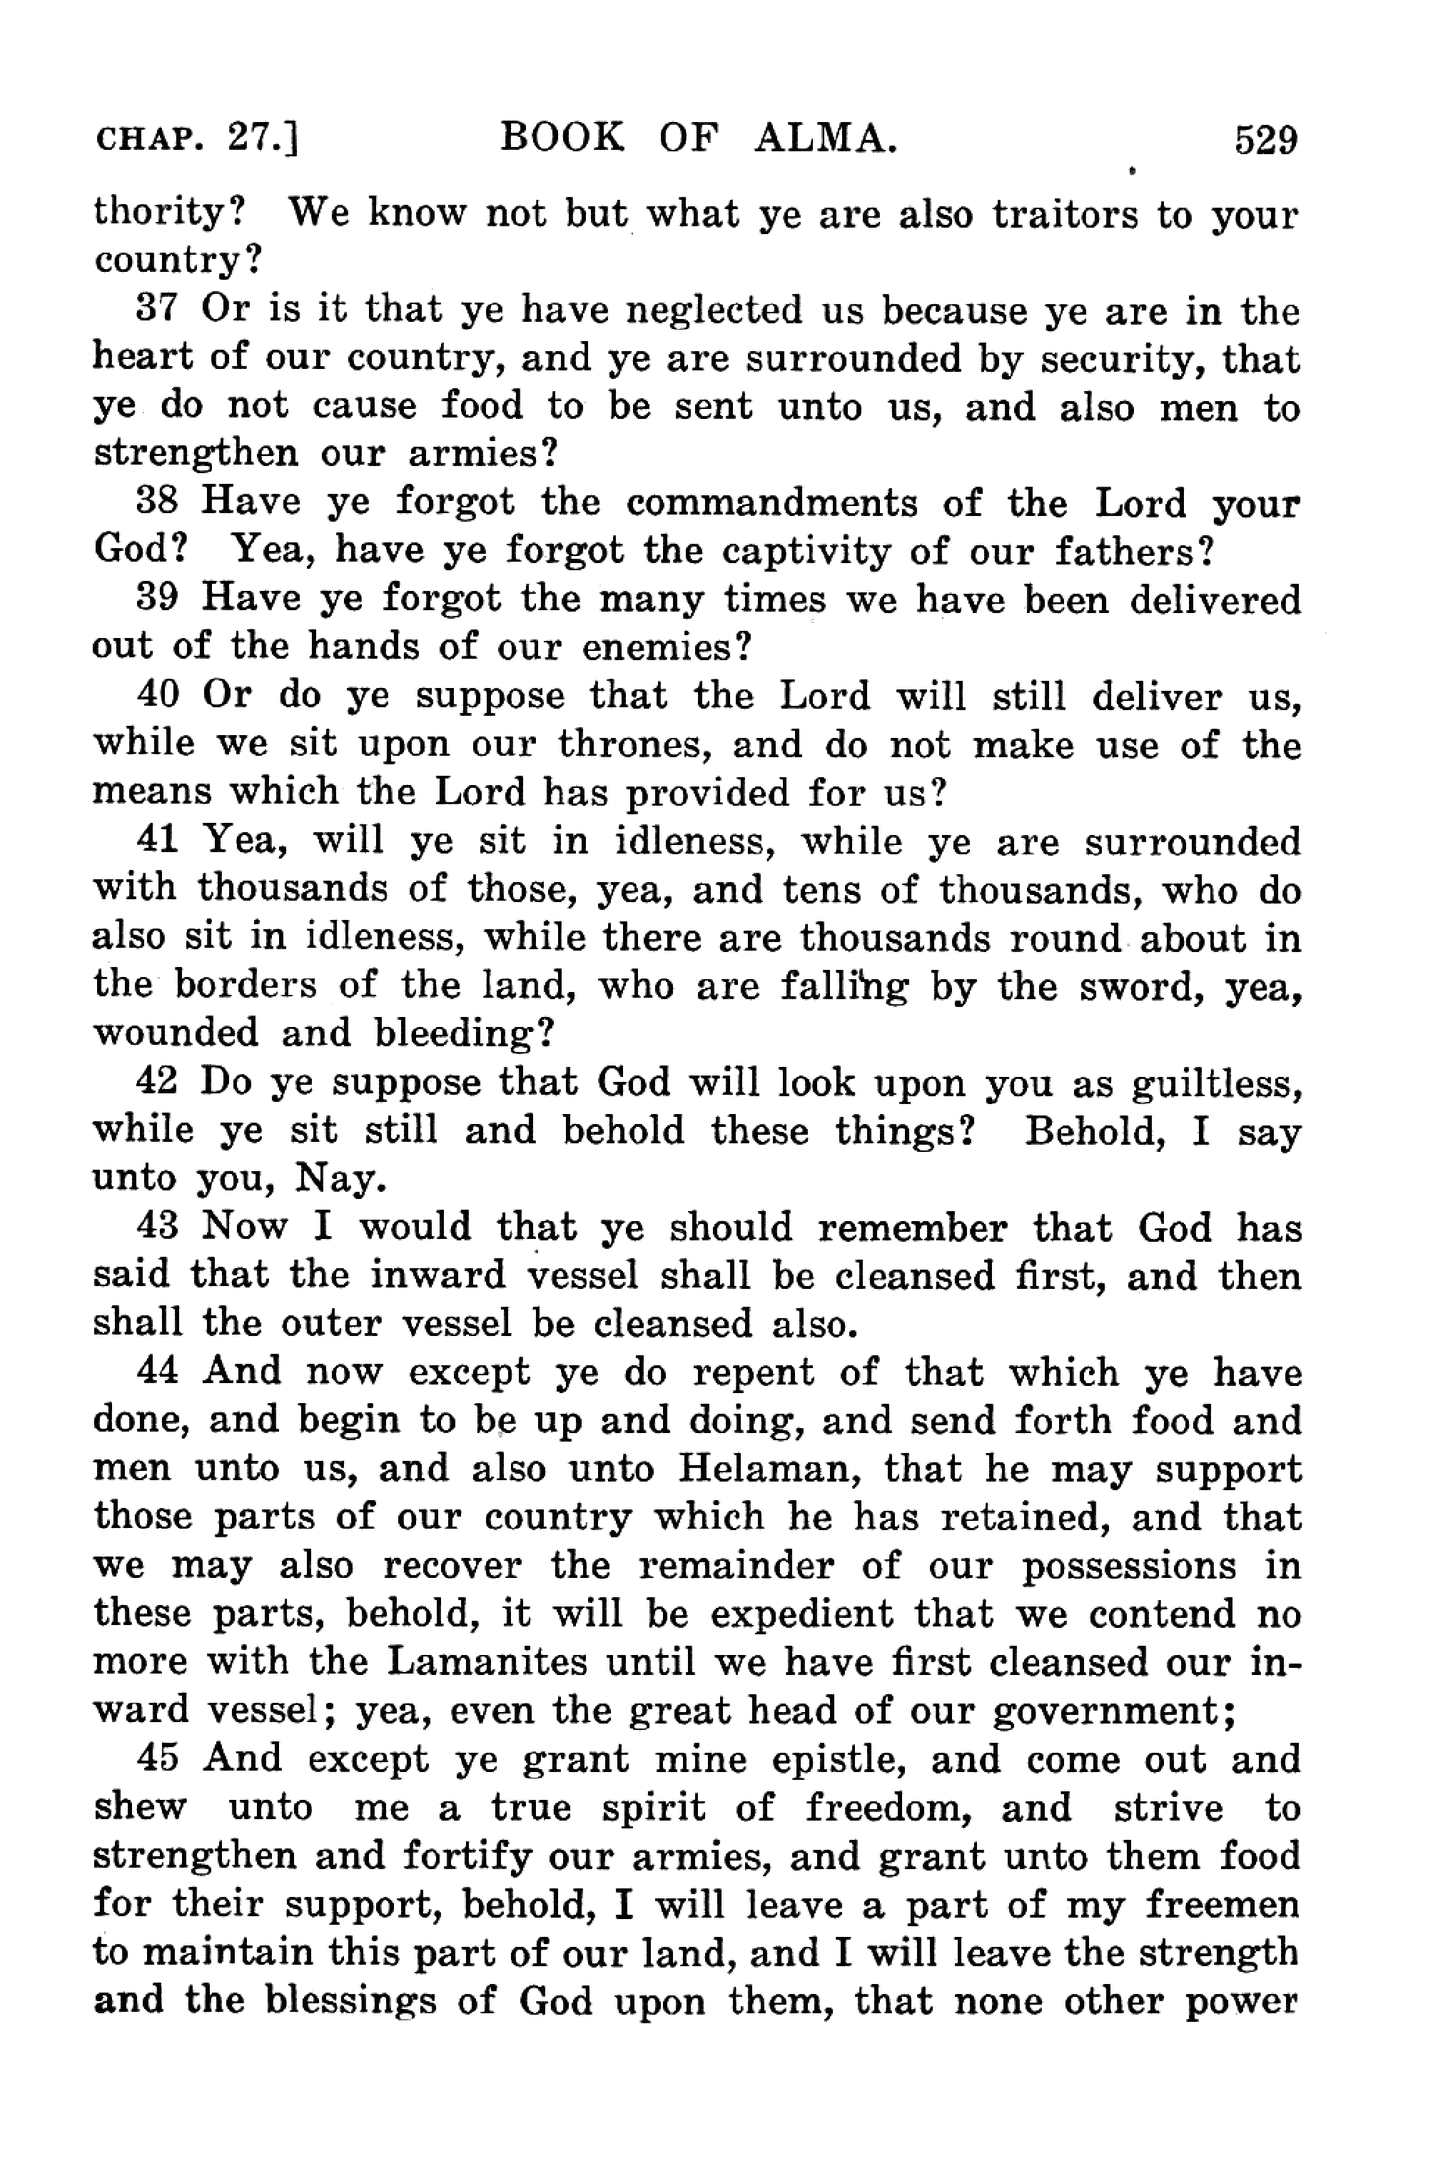 CHAP. 27.] BOOK OF ALMA. 529
thority? We know not but what ye are also traitors to your
country?
37 Or is it that ye have neglected us because ye are in the
heart of our country, and ye are surrounded by security, that
ye do not cause food to be sent unto us, and also men to
strengthen our armies?
38 Have ye forgot the commandments of the Lord your
God? Yea, have ye forgot the captivity of our fathers?
39 Have ye forgot the many times we have been delivered
out of the hands of our enemies?
40 Or do ye suppose that the Lord will still deliver us,
while we sit upon our thrones, and do not make use of the
means which the Lord has provided for us?
41 Yea, will ye sit in idleness, while ye are surrounded
with thousands of those, yea, and tens of thousands, who do
also sit in idleness, while there are thousands round about in
the borders of the land, who are falling by the sword, yea,
wounded and bleeding?
42 Do ye suppose that God will look upon you as guiltless,
while ye sit still and behold these things? Behold, I say
unto you, Nay.
43 Now I would that ye should remember that God has
said that the inward vessel shall be cleansed first, and then
shall the outer vessel be cleansed also.
44 And now except ye do repent of that which ye have
done, and begin to be up and doing, and send forth food and
men unto us, and also unto Helaman, that he may support
those parts of our country which he has retained, and that
we may also recover the remainder of our possessions in
these parts, behold, it will be expedient that we contend no
more with the Lamanites until we have first cleansed our in-
ward vessel; yea, even the great head of our government;
45 And except ye grant mine epistle, and come out and
shew unto me a true spirit of freedom, and strive to
strengthen and fortify our armies, and grant unto them food
for their support, behold, I will leave a part of my freemen
to maintain this part of our land, and I will leave the strength
and the blessings of God upon them, that none other power